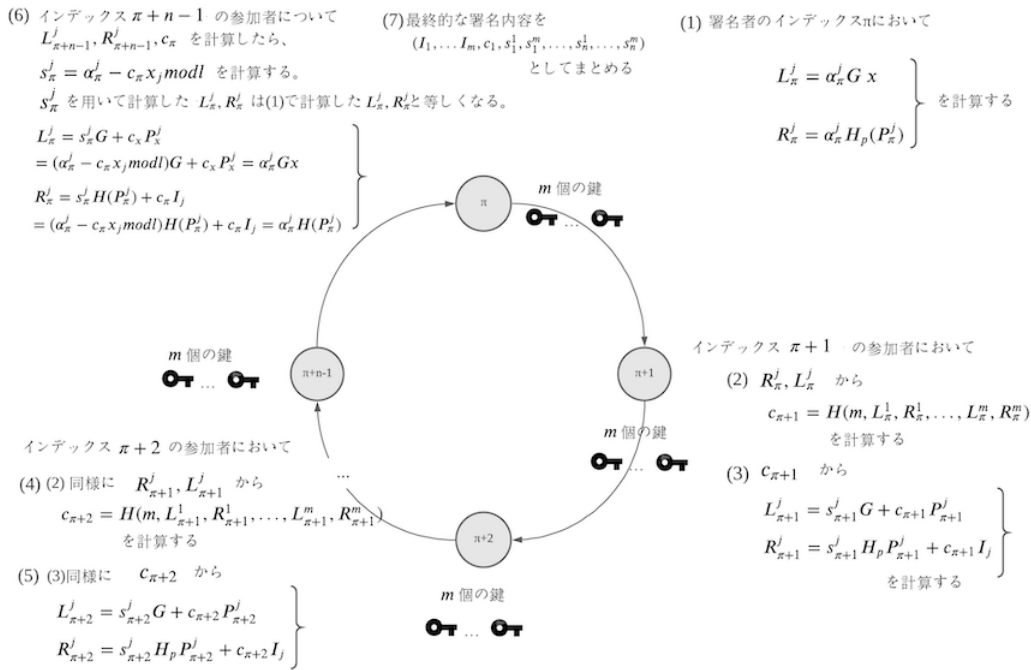 (6) インデックス π + n − 1 の参加者について
L^j_{π+n−1}, R^j_{π+n−1}, c_π を計算したら、
s^j_π = α^j_π − c_π x_j modl を計算する。
s^j_π を用いて計算した L^j_π, R^j_π は(1)で計算した L^j_π, R^j_πと等しくなる。
L^j_π = s^j_π G + c_x P^j_x
= (α^j_π − c_π x_j modl)G + c_x P^j_x = α^j_π Gx
R^j_π = s^j_π H(P^j_π) + c_π I_j
= (α^j_π − c_π x_j modl)H(P^j_π) + c_π I_j = α^j_π H(P^j_π)
(7)最終的な署名内容を
(I_1, . . . I_m, c_1, s^1_1, s^m_1, . . . , s^1_n, . . . , s^m_n)
としてまとめる
(1) 署名者のインデックスπにおいて
L^j_π = α^j_π G x
R^j_π = α^j_π H_p(P^j_π)
を計算する
π
m 個の鍵
...
π+1
m 個の鍵
...
π+2
m 個の鍵
...
...
π+n-1
m 個の鍵
...
インデックス π + 1 の参加者において
(2) R^j_π, L^j_π から
c_{π+1} = H(m, L^1_π, R^1_π, . . . , L^m_π, R^m_π)
を計算する
(3) c_{π+1} から
L^j_{π+1} = s^j_{π+1} G + c_{π+1} P^j_{π+1}
R^j_{π+1} = s^j_{π+1} H_p P^j_{π+1} + c_{π+1} I_j
を計算する
インデックス π + 2 の参加者において
(4) (2) 同様に R^j_{π+1}, L^j_{π+1} から
c_{π+2} = H(m, L^1_{π+1}, R^1_{π+1}, . . . , L^m_{π+1}, R^m_{π+1})
を計算する
(5) (3)同様に c_{π+2} から
L^j_{π+2} = s^j_{π+2} G + c_{π+2} P^j_{π+2}
R^j_{π+2} = s^j_{π+2} H_p P^j_{π+2} + c_{π+2} I_j